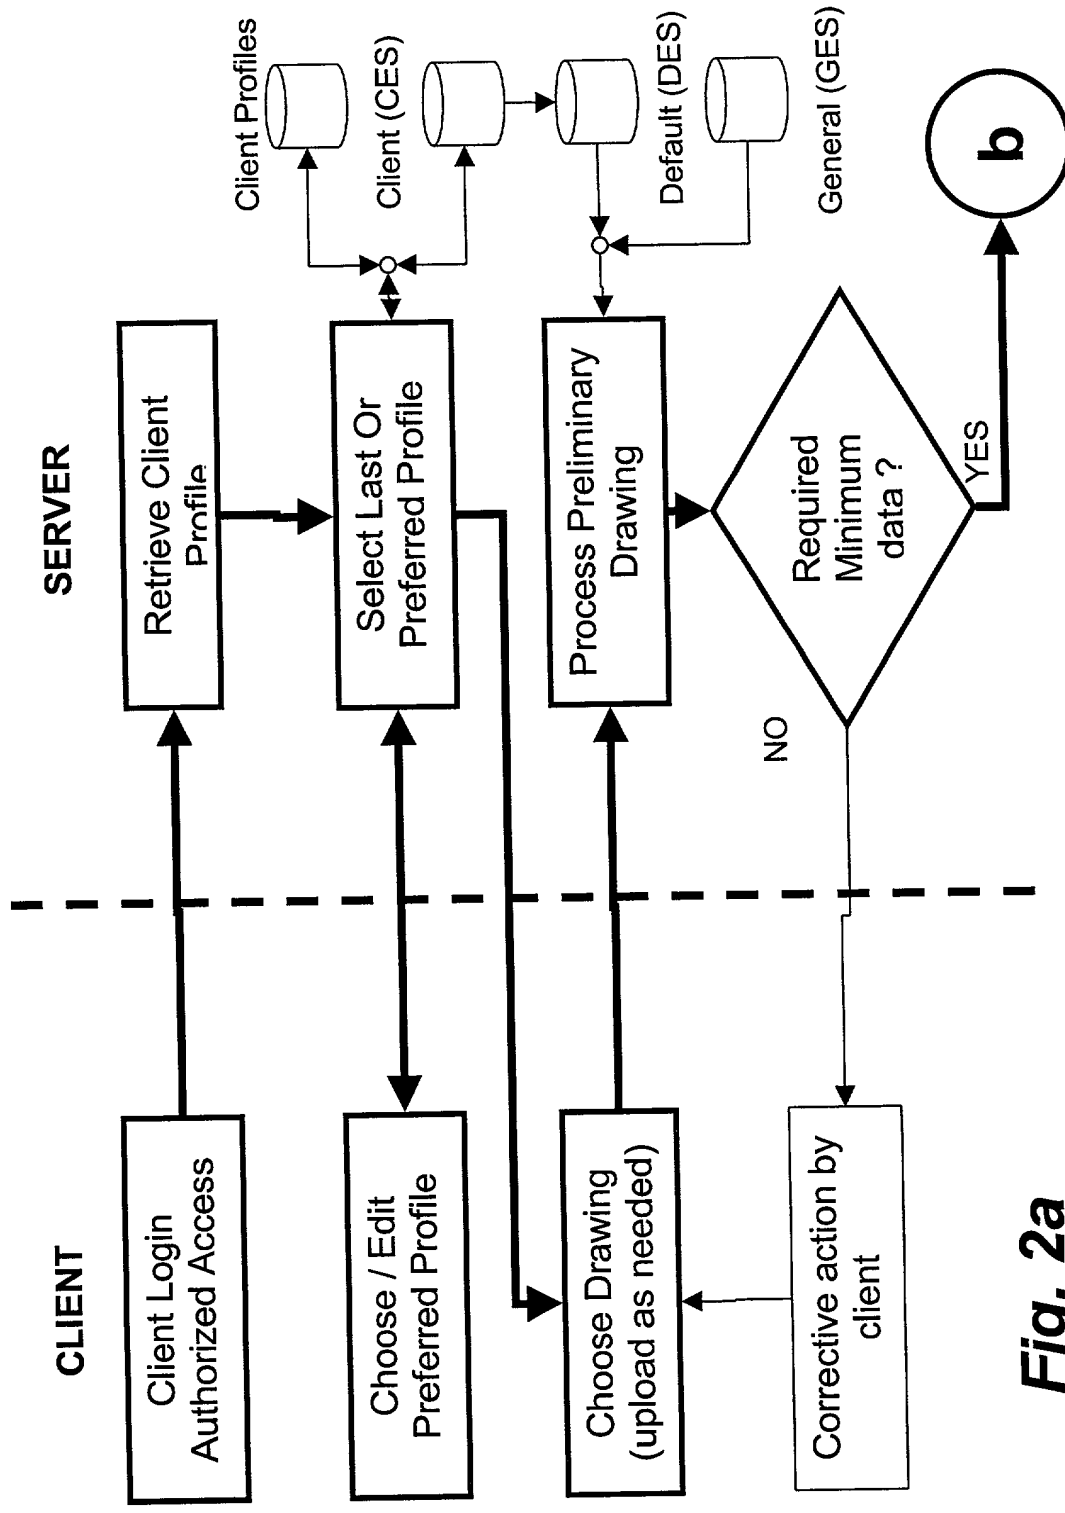 CLIENT
SERVER
Client Login
Authorized Access
Retrieve Client
Profile
Client Profiles
Choose / Edit
Preferred Profile
Select Last Or
Preferred Profile
Client (CES)
Choose Drawing
(upload as needed)
Process Preliminary
Drawing
Default (DES)
General (GES)
Corrective action by
client
NO
Required
Minimum
data ?
YES
b
Fig. 2a